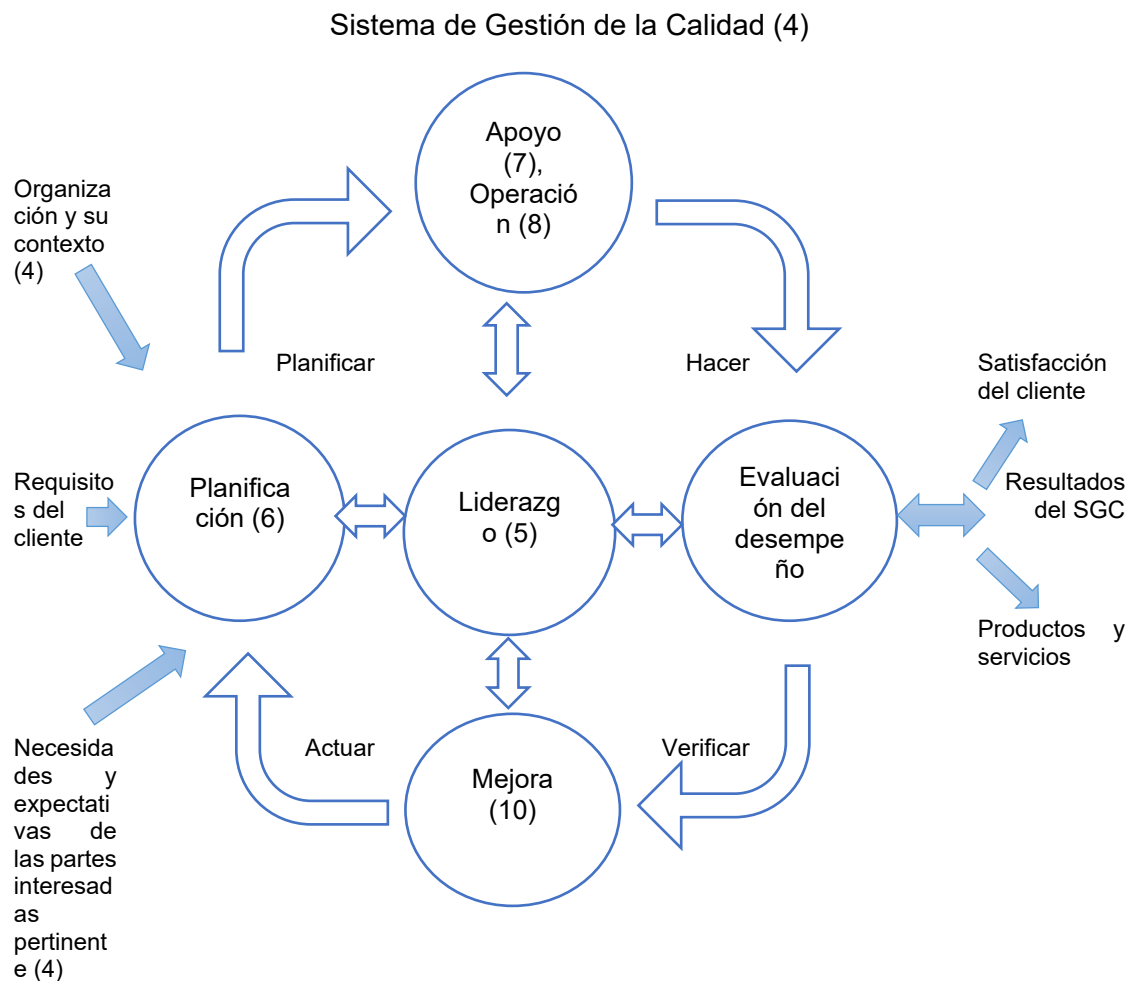 Sistema de Gestión de la Calidad (4)
Apoyo
(7),
Operació
n (8)
Organiza
ción y su
contexto
(4)
Planificar
Hacer
Satisfacción
del cliente
Requisito
s del
cliente
Planifica
ción (6)
Liderazg
o (5)
Evaluaci
ón del
desempe
ño
Resultados
del SGC
Productos y
servicios
Necesida
des y
expectati
vas de
las partes
interesad
as
pertinent
e (4)
Actuar
Mejora
(10)
Verificar